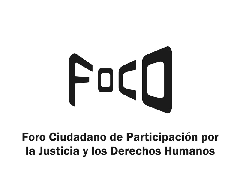 FOCO
Foro Ciudadano de Participación por
la Justicia y los Derechos Humanos